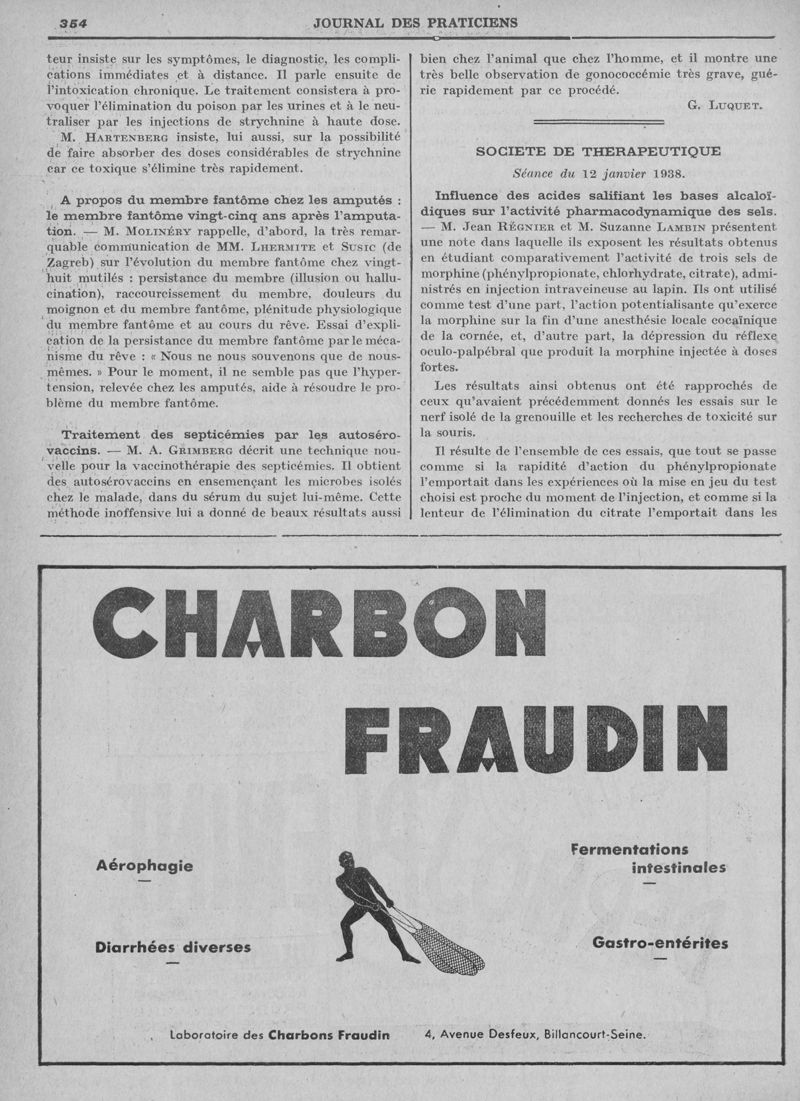 354
JOURNAL DES PRATICIENS
teur insiste sur les symptômes, le diagnostic, les compli-
cations immédiates et à distance. Il parle ensuite de
l'intoxication chronique. Le traitement consistera à pro-
voquer l'élimination du poison par les urines et à le neu-
traliser par les injections de strychnine à haute dose.
M. HARTENBERG insiste, lui aussi, sur la possibilité
de faire absorber des doses considérables de strychnine
car ce toxique s'élimine très rapidement.
A propos du membre fantôme chez les amputés :
le membre fantôme vingt-cinq ans après l'amputa-
tion. — M. MOLINÉRY rappelle, d'abord, la très remar-
quable communication de MM. LHERMITE et SUSIC (de
Zagreb) sur l'évolution du membre fantôme chez vingt-
huit mutilés : persistance du membre (illusion ou hallu-
cination), raccourcissement du membre, douleurs du
moignon et du membre fantôme, plénitude physiologique
du membre fantôme et au cours du rêve. Essai d'expli-
cation de la persistance du membre fantôme par le méca-
nisme du rêve : « Nous ne nous souvenons que de nous-
mêmes. » Pour le moment, il ne semble pas que l'hyper-
tension, relevée chez les amputés, aide à résoudre le pro-
blème du membre fantôme.
Traitement des septicémies par les autoséro-
vaccins. — M. A. GRIMBERG décrit une technique nou-
velle pour la vaccinothérapie des septicémies. Il obtient
des autosérovaccins en ensemençant les microbes isolés
chez le malade, dans du sérum du sujet lui-même. Cette
méthode inoffensive lui a donné de beaux résultats aussi
bien chez l'animal que chez l'homme, et il montre une
très belle observation de gonococcémie très grave, gué-
rie rapidement par ce procédé.
G. LUQUET.
SOCIETE DE THERAPEUTIQUE
Séance du 12 janvier 1938.
Influence des acides salifiant les bases alcaloï-
diques sur l'activité pharmacodynamique des sels.
— M. Jean RÉGNIER et M. Suzanne LAMBIN présentent
une note dans laquelle ils exposent les résultats obtenus
en étudiant comparativement l'activité de trois sels de
morphine (phénylpropionate, chlorhydrate, citrate), admi-
nistrés en injection intraveineuse au lapin. Ils ont utilisé
comme test d'une part, l'action potentialisante qu'exerce
la morphine sur la fin d'une anesthésie locale cocaïnique
de la cornée, et, d'autre part, la dépression du réflexe
oculo-palpébral que produit la morphine injectée à doses
fortes.
Les résultats ainsi obtenus ont été rapprochés de
ceux qu'avaient précédemment donnés les essais sur le
nerf isolé de la grenouille et les recherches de toxicité sur
la souris.
Il résulte de l'ensemble de ces essais, que tout se passe
comme si la rapidité d'action du phénylpropionate
l'emportait dans les expériences où la mise en jeu du test
choisi est proche du moment de l'injection, et comme si la
lenteur de l'élimination du citrate l'emportait dans les
CHARBON
FRAUDIN
Aérophagie
Diarrhées diverses
Fermentations
intestinales
Gastro-entérites
Laboratoire des Charbons Fraudin 4, Avenue Desfeux, Billancourt-Seine.